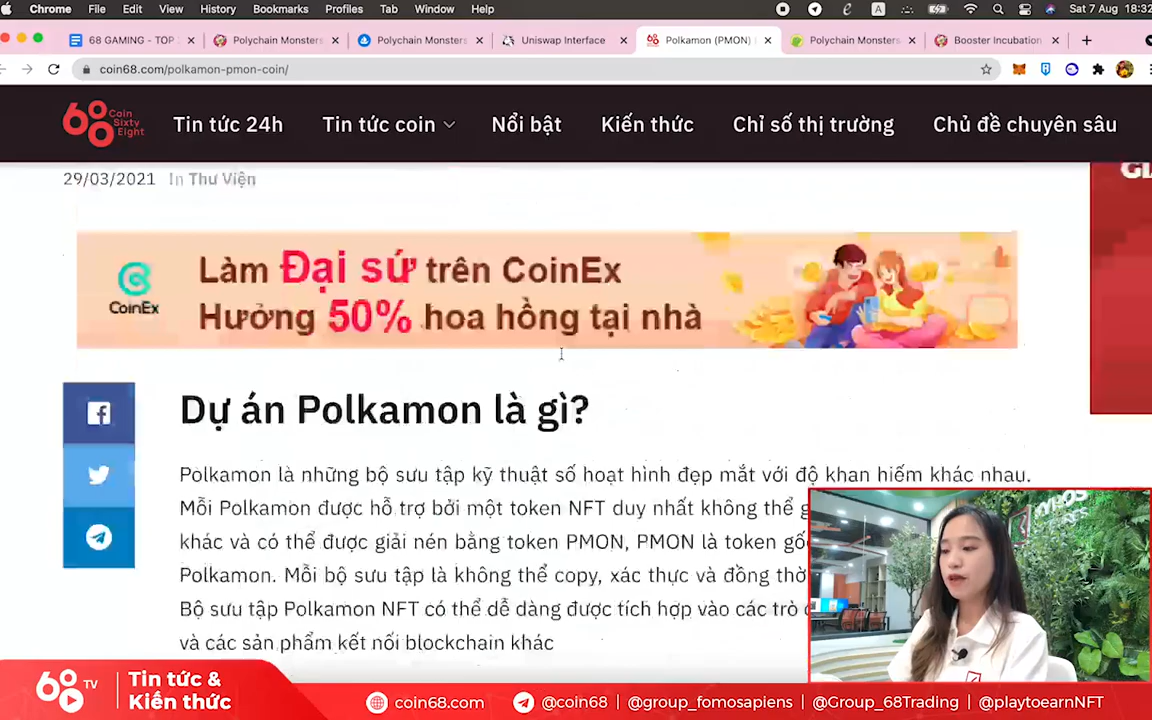 Chrome File Edit View History Bookmarks Profiles Tab Window Help A Sat 7 Aug 18:32
68 GAMING - TOP Polychain Monsters Polychain Monsters Uniswap Interface Polkamon (PMON) Polychain Monsters Booster Incubation
coin68.com/polkamon-pmon-coin/
68 Coin Sixty Eight
Tin tức 24h Tin tức coin Nổi bật Kiến thức Chỉ số thị trường Chủ đề chuyên sâu
29/03/2021 In Thư Viện
CoinEx
Làm Đại sứ trên CoinEx
Hưởng 50% hoa hồng tại nhà
Dự án Polkamon là gì?
Polkamon là những bộ sưu tập kỹ thuật số hoạt hình đẹp mắt với độ khan hiếm khác nhau.
Mỗi Polkamon được hỗ trợ bởi một token NFT duy nhất không thể
khác và có thể được giải nén bằng token PMON, PMON là token gốc
Polkamon. Mỗi bộ sưu tập là không thể copy, xác thực và đồng thờ
Bộ sưu tập Polkamon NFT có thể dễ dàng được tích hợp vào các trò
và các sản phẩm kết nối blockchain khác
68 TV
Tin tức &
Kiến thức
coin68.com @coin68 | @group_fomosapiens | @Group_68Trading | @playtoearnNFT